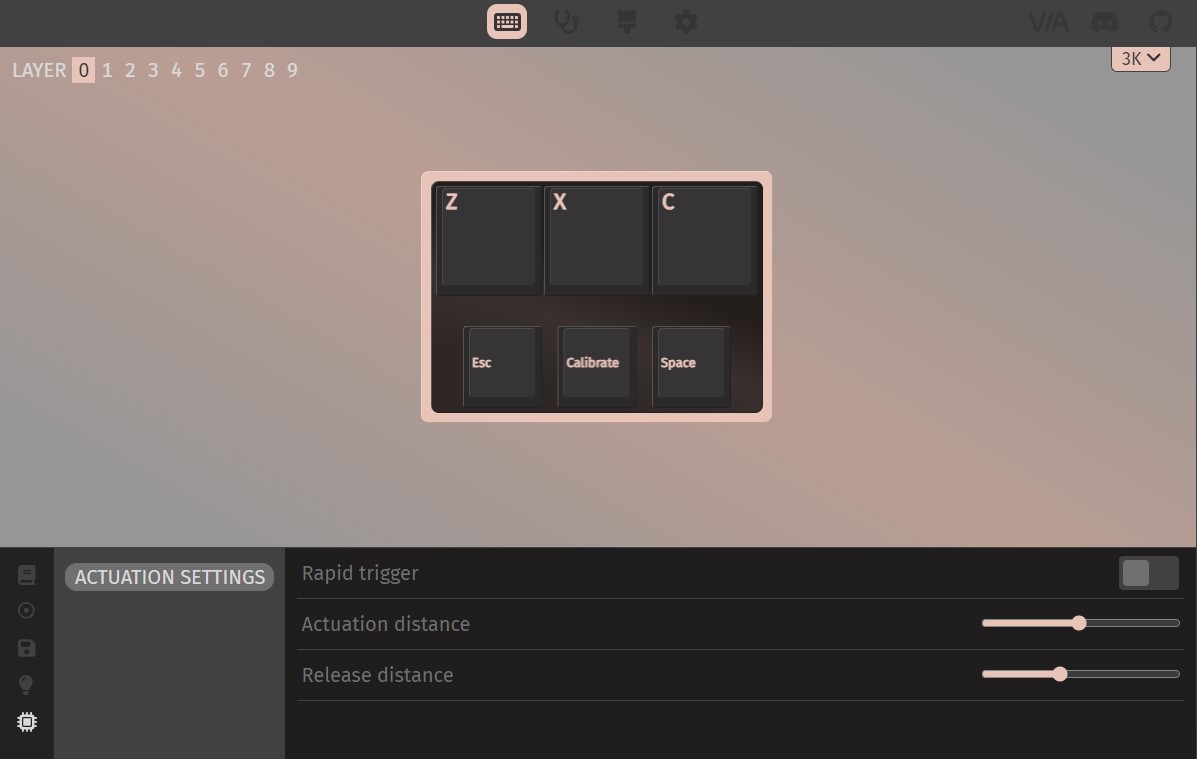 VIA
LAYER 0 1 2 3 4 5 6 7 8 9
3K
Z X C
Esc Calibrate Space
ACTUATION SETTINGS
Rapid trigger
Actuation distance
Release distance